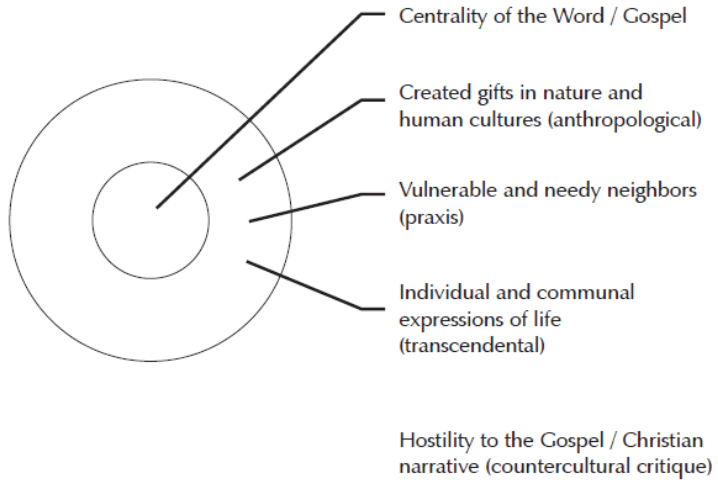 Centrality of the Word / Gospel
Created gifts in nature and
human cultures (anthropological)
Vulnerable and needy neighbors
(praxis)
Individual and communal
expressions of life
(transcendental)
Hostility to the Gospel / Christian
narrative (countercultural critique)